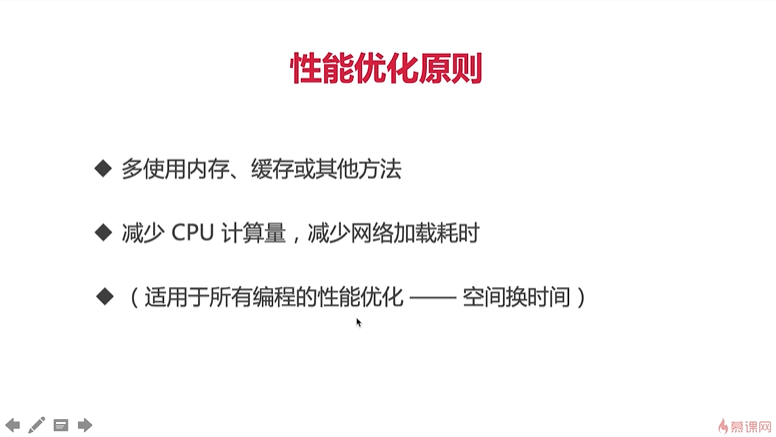 性能优化原则
多使用内存、缓存或其他方法
减少 CPU 计算量，减少网络加载耗时
（适用于所有编程的性能优化 —— 空间换时间）
慕课网